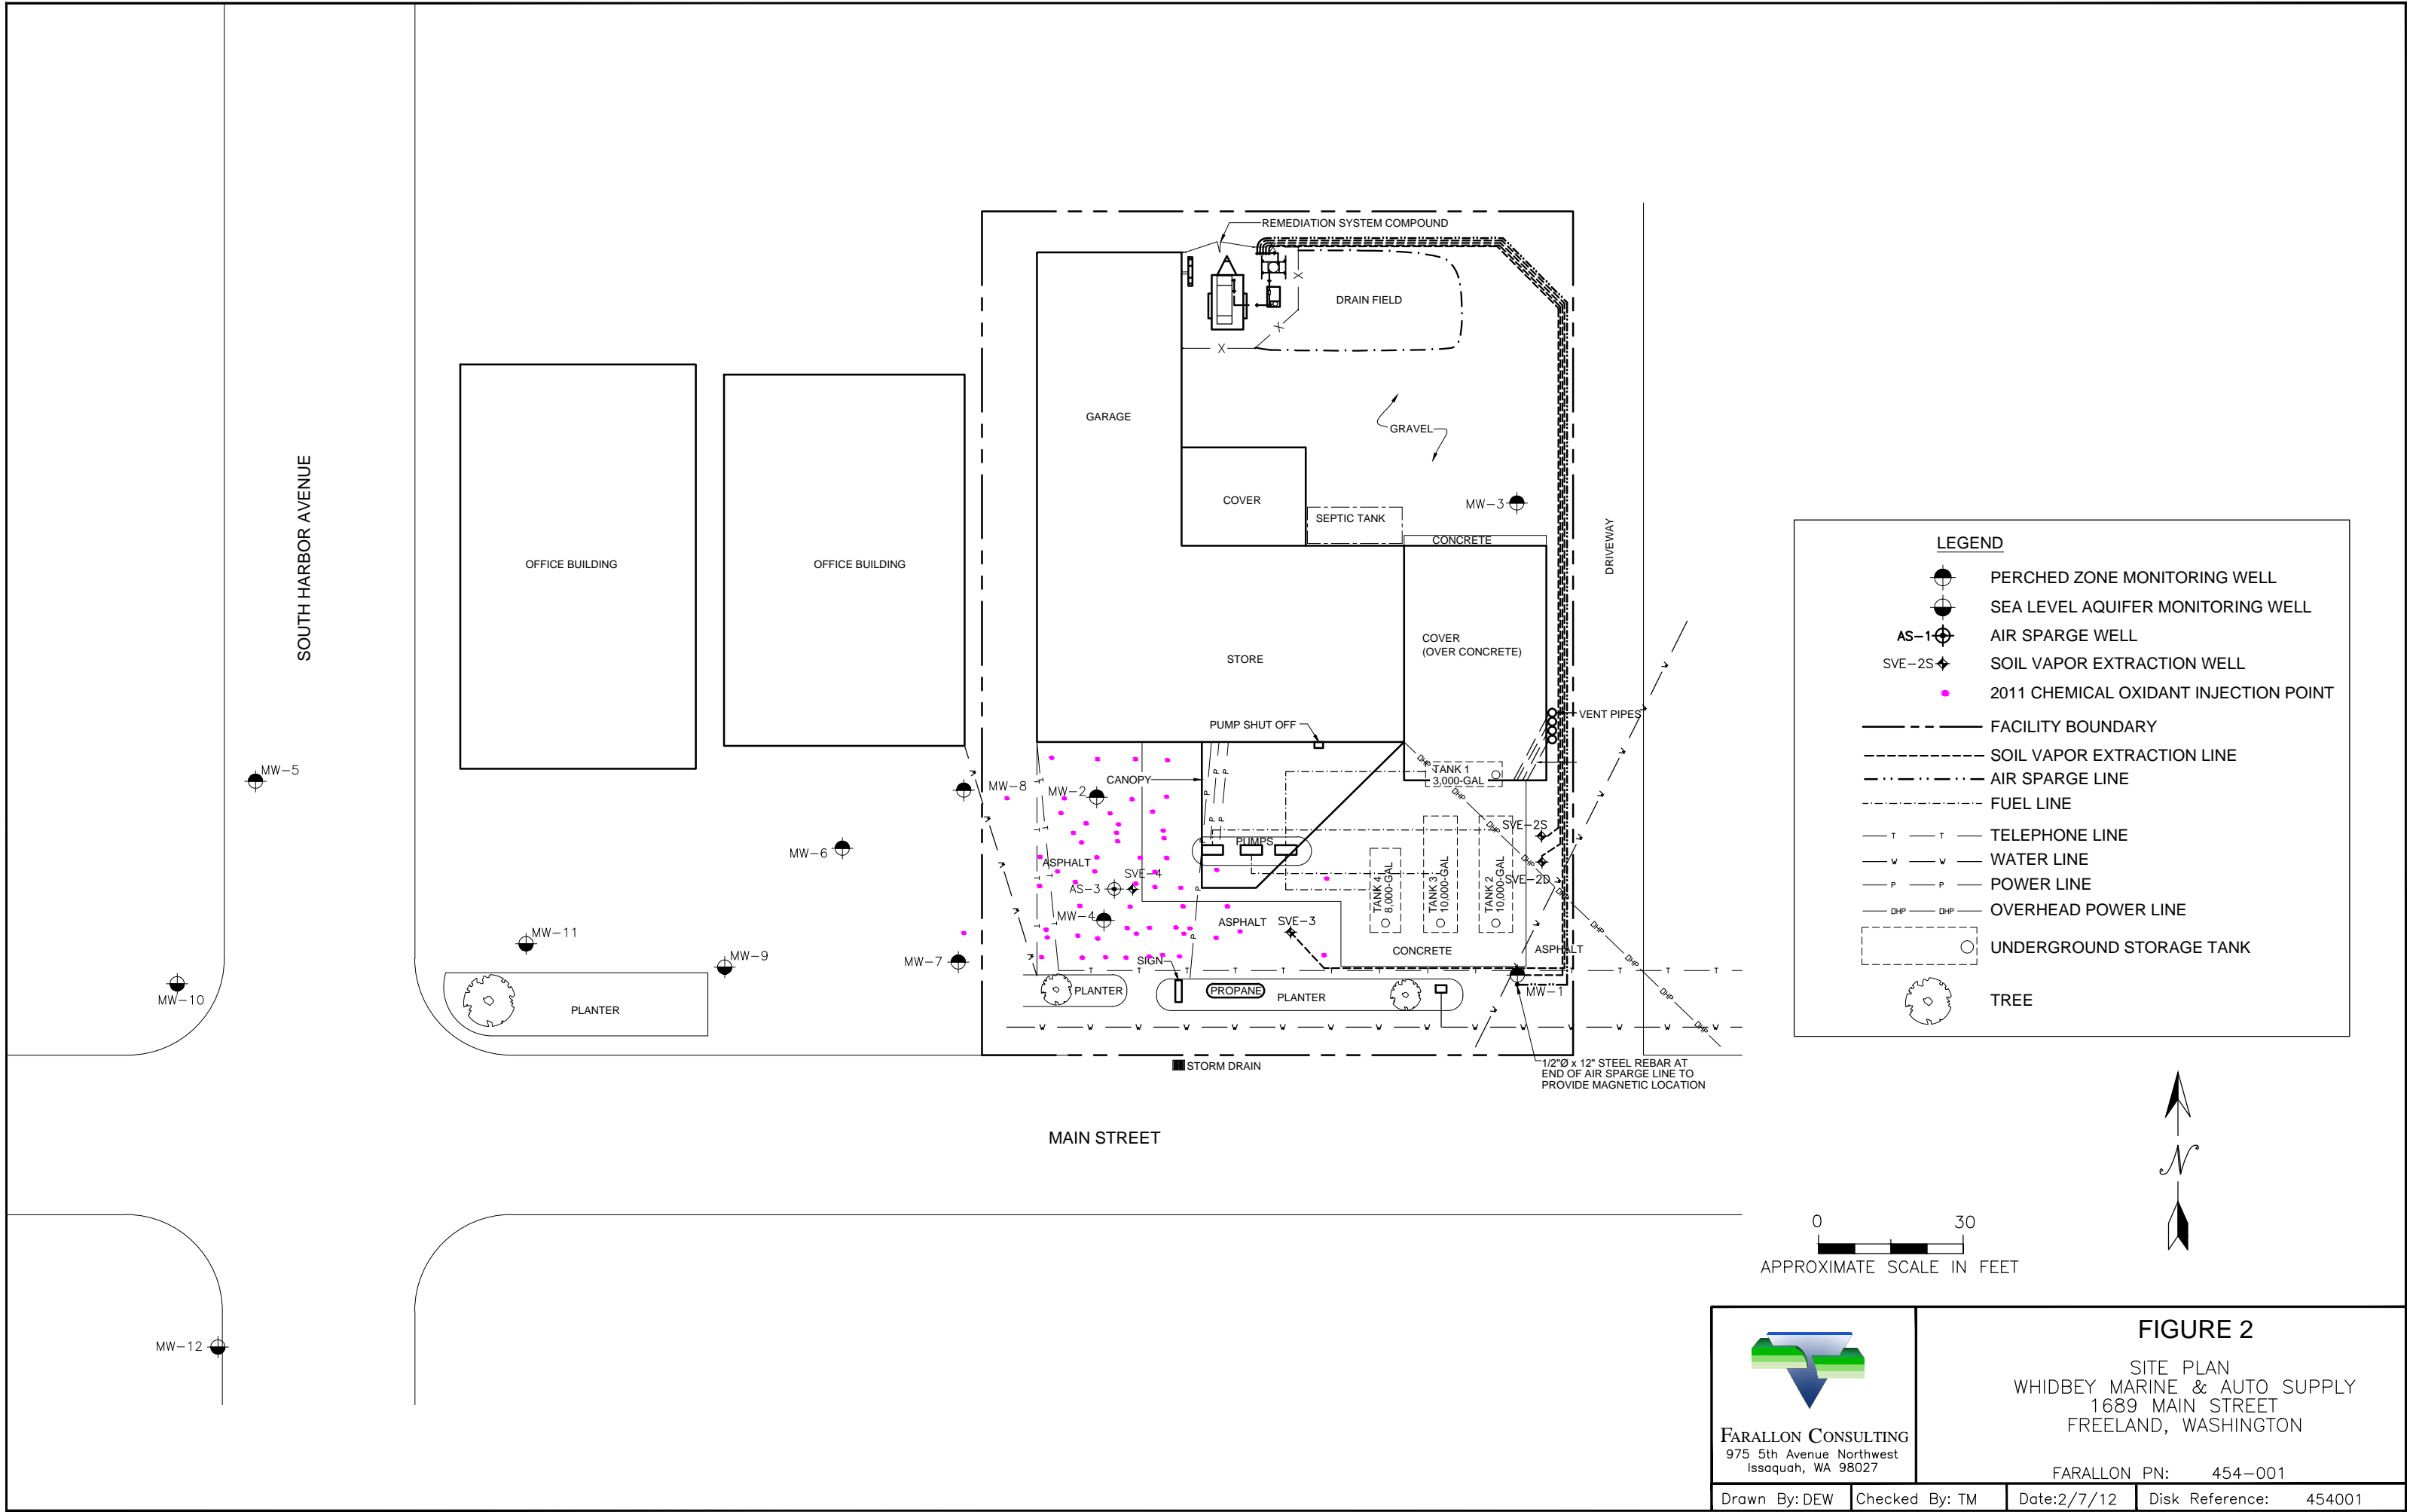 REMEDIATION SYSTEM COMPOUND
DRAIN FIELD
GARAGE
GRAVEL
COVER
MW-3
SEPTIC TANK
CONCRETE
DRIVEWAY
SOUTH HARBOR AVENUE
OFFICE BUILDING
OFFICE BUILDING
COVER
(OVER CONCRETE)
STORE
PUMP SHUT OFF
VENT PIPES
MW-5
CANOPY
TANK 1
3,000-GAL
MW-8
MW-2
SVE-2S
PUMPS
MW-6
ASPHALT
SVE-4
AS-3
SVE-2D
TANK 4
8,000-GAL
TANK 3
10,000-GAL
TANK 2
10,000-GAL
MW-4
ASPHALT
SVE-3
MW-11
CONCRETE
ASPHALT
MW-9
MW-7
SIGN
MW-10
PLANTER
PROPANE
PLANTER
MW-1
PLANTER
STORM DRAIN
1/2"Ø x 12" STEEL REBAR AT
END OF AIR SPARGE LINE TO
PROVIDE MAGNETIC LOCATION
MAIN STREET
MW-12
LEGEND
PERCHED ZONE MONITORING WELL
SEA LEVEL AQUIFER MONITORING WELL
AS-1 AIR SPARGE WELL
SVE-2S SOIL VAPOR EXTRACTION WELL
2011 CHEMICAL OXIDANT INJECTION POINT
FACILITY BOUNDARY
SOIL VAPOR EXTRACTION LINE
AIR SPARGE LINE
FUEL LINE
T T TELEPHONE LINE
W W WATER LINE
P P POWER LINE
OHP OHP OVERHEAD POWER LINE
UNDERGROUND STORAGE TANK
TREE
N
0 30
APPROXIMATE SCALE IN FEET
FARALLON CONSULTING
975 5th Avenue Northwest
Issaquah, WA 98027
FIGURE 2
SITE PLAN
WHIDBEY MARINE & AUTO SUPPLY
1689 MAIN STREET
FREELAND, WASHINGTON
FARALLON PN: 454-001
Drawn By: DEW Checked By: TM Date:2/7/12 Disk Reference: 454001